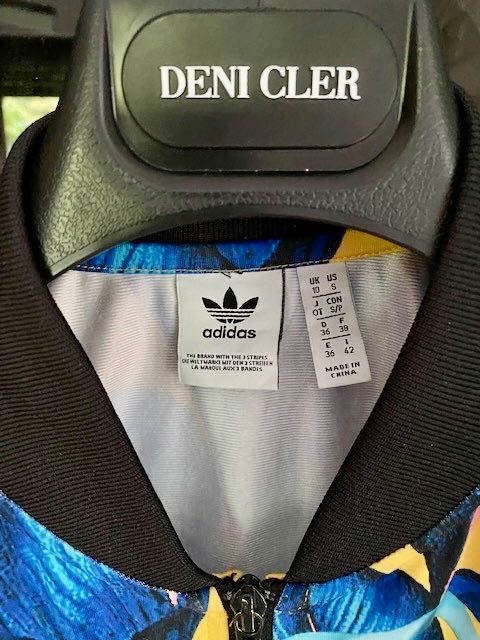 DENI CLER
adidas
THE BRAND WITH THE 3 STRIPES
DIE WELTMARKE MIT DEN 3 STREIFEN
LA MARQUE AUX 3 BANDES
UK US
10 S
J CDN
OT S/P
D F
36 38
E I
36 42
MADE IN
CHINA